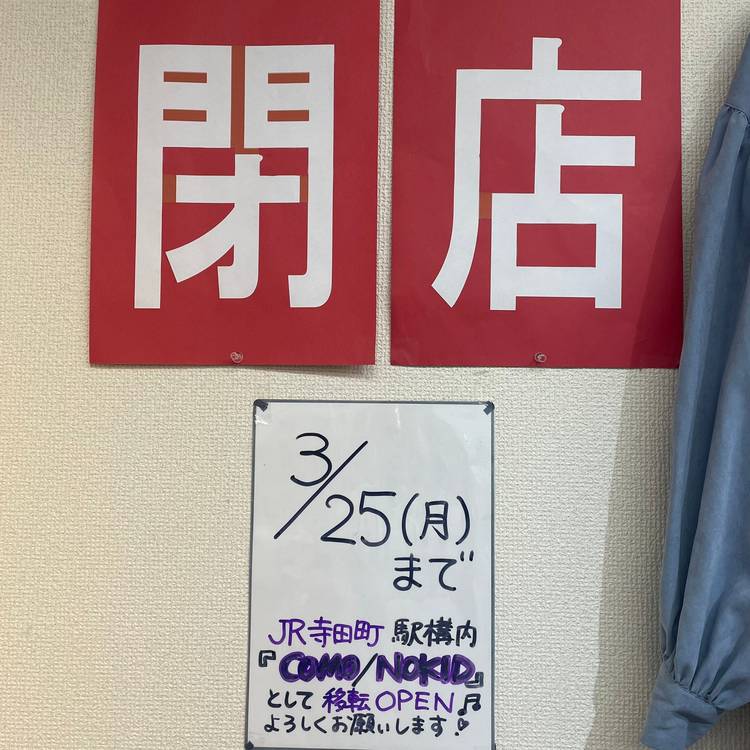 閉店
3/25(月)
まで
JR寺田町 駅構内
『COMO/NOKID』
として 移転 OPEN♫
よろしくお願いします!